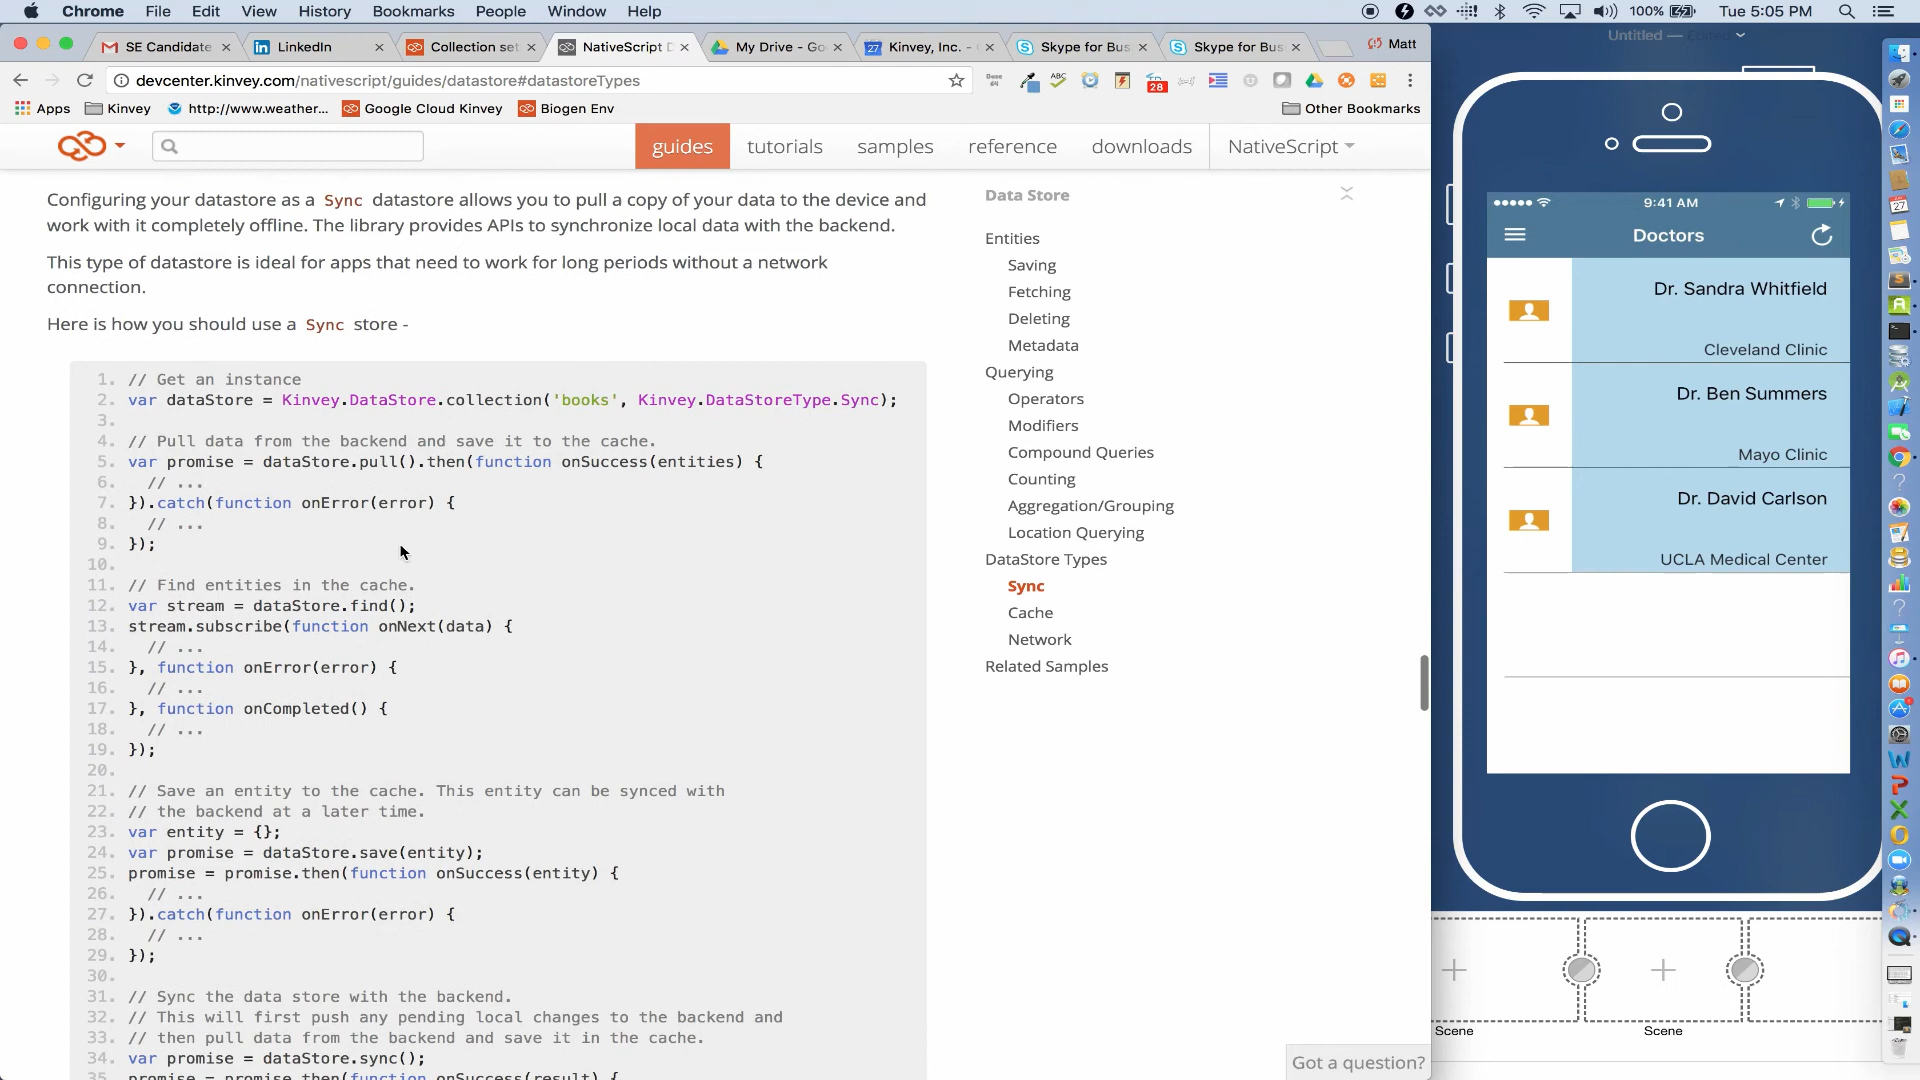 Chrome File Edit View History Bookmarks People Window Help
100% Tue 5:05 PM
SE Candidate
LinkedIn
Collection set
NativeScript D
My Drive - Go
Kinvey, Inc. -
Skype for Bus
Skype for Bus
Matt
Untitled — Edited
devcenter.kinvey.com/nativescript/guides/datastore#datastoreTypes
28
Apps Kinvey http://www.weather... Google Cloud Kinvey Biogen Env Other Bookmarks
guides tutorials samples reference downloads NativeScript
Configuring your datastore as a Sync datastore allows you to pull a copy of your data to the device and
work with it completely offline. The library provides APIs to synchronize local data with the backend.
This type of datastore is ideal for apps that need to work for long periods without a network
connection.
Here is how you should use a Sync store -
1. // Get an instance
2. var dataStore = Kinvey.DataStore.collection('books', Kinvey.DataStoreType.Sync);
3.
4. // Pull data from the backend and save it to the cache.
5. var promise = dataStore.pull().then(function onSuccess(entities) {
6. // ...
7. }).catch(function onError(error) {
8. // ...
9. });
10.
11. // Find entities in the cache.
12. var stream = dataStore.find();
13. stream.subscribe(function onNext(data) {
14. // ...
15. }, function onError(error) {
16. // ...
17. }, function onCompleted() {
18. // ...
19. });
20.
21. // Save an entity to the cache. This entity can be synced with
22. // the backend at a later time.
23. var entity = {};
24. var promise = dataStore.save(entity);
25. promise = promise.then(function onSuccess(entity) {
26. // ...
27. }).catch(function onError(error) {
28. // ...
29. });
30.
31. // Sync the data store with the backend.
32. // This will first push any pending local changes to the backend and
33. // then pull data from the backend and save it in the cache.
34. var promise = dataStore.sync();
35. promise = promise.then(function onSuccess(result) {
Data Store
Entities
Saving
Fetching
Deleting
Metadata
Querying
Operators
Modifiers
Compound Queries
Counting
Aggregation/Grouping
Location Querying
DataStore Types
Sync
Cache
Network
Related Samples
Got a question?
9:41 AM
Doctors
Dr. Sandra Whitfield
Cleveland Clinic
Dr. Ben Summers
Mayo Clinic
Dr. David Carlson
UCLA Medical Center
Scene
Scene